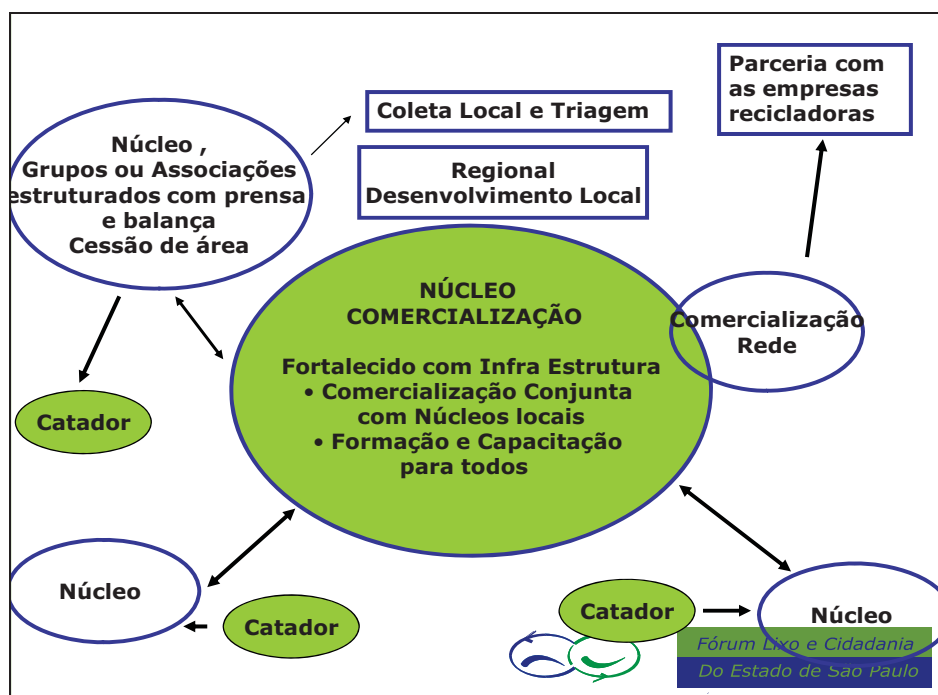 Parceria com
as empresas
recicladoras
Coleta Local e Triagem
Núcleo ,
Grupos ou Associações
estruturados com prensa
e balança
Cessão de área
Regional
Desenvolvimento Local
NÚCLEO
COMERCIALIZAÇÃO
Fortalecido com Infra Estrutura
• Comercialização Conjunta
com Núcleos locais
• Formação e Capacitação
para todos
Comercialização
Rede
Catador
Núcleo
Catador
Catador
Núcleo
Fórum Lixo e Cidadania
Do Estado de São Paulo